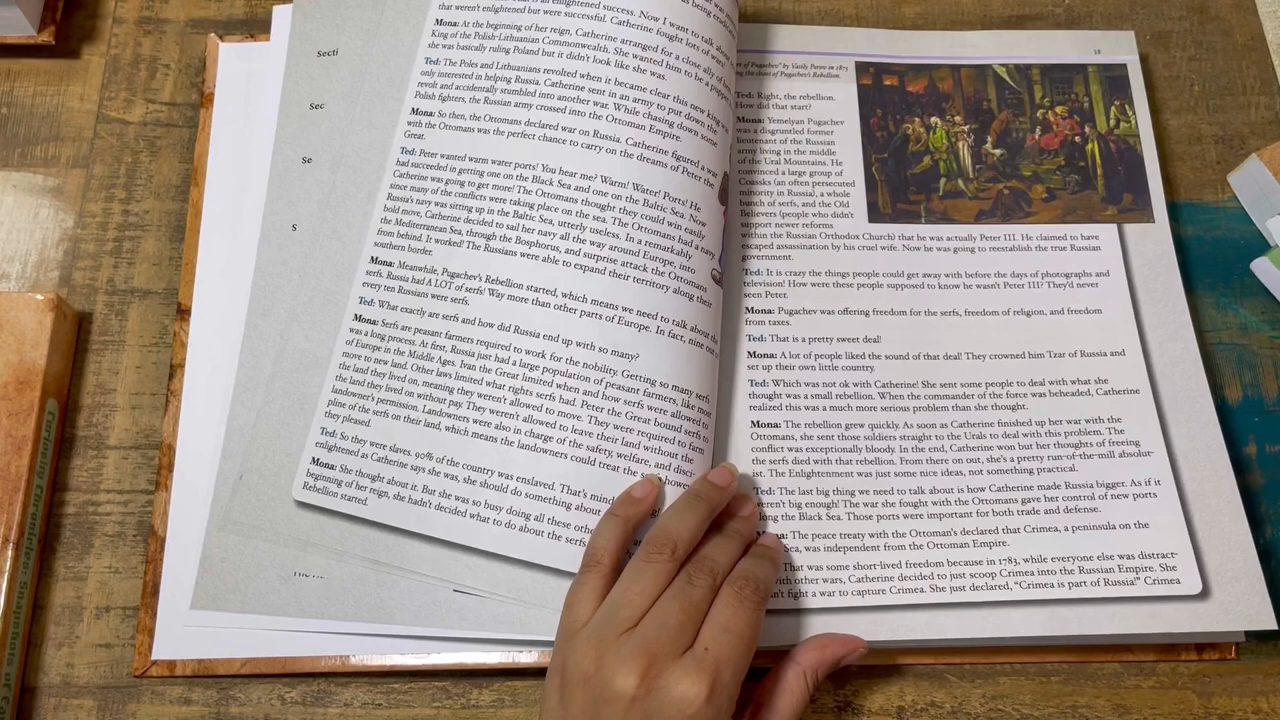 Secti
Sec
Se
S
is an enlightened success. Now I want to talk about
that weren't enlightened but were successful. Catherine fought lots of wars!
Mona: At the beginning of her reign, Catherine arranged for a close ally
King of the Polish-Lithuanian Commonwealth. She wanted him to be a puppet
she was basically ruling Poland but it didn't look like she was.
Ted: The Poles and Lithuanians revolted when it became clear this new king was
only interested in helping Russia. Catherine sent in an army to put down the
revolt and accidentally stumbled into another war. While chasing down some
Polish fighters, the Russian army crossed into the Ottoman Empire.
Mona: So then, the Ottomans declared war on Russia. Catherine figured a war
with the Ottomans was the perfect chance to carry on the dreams of Peter the
Great.
Ted: Peter wanted warm water ports! You hear me? Warm! Water! Ports! He
had succeeded in getting one on the Black Sea and one on the Baltic Sea. Now
Catherine was going to get more! The Ottomans thought they could win easily
since many of the conflicts were taking place on the sea. The Ottomans had a navy.
Russia's navy was sitting up in the Baltic Sea, utterly useless. In a remarkably
bold move, Catherine decided to sail her navy all the way around Europe, into
the Mediterranean Sea, through the Bosphorus, and surprise attack the Ottomans
from behind. It worked! The Russians were able to expand their territory along their
southern border.
Mona: Meanwhile, Pugachev's Rebellion started, which means we need to talk about the
serfs. Russia had A LOT of serfs! Way more than other parts of Europe. In fact, nine out of
every ten Russians were serfs.
Ted: What exactly are serfs and how did Russia end up with so many?
Mona: Serfs are peasant farmers required to work for the nobility. Getting so many serfs
was a long process. At first, Russia just had a large population of peasant farmers, like most
of Europe in the Middle Ages. Ivan the Great limited when and how serfs were allowed to
move to new land. Other laws limited what rights serfs had. Peter the Great bound serfs to
the land they lived on, meaning they weren't allowed to move. They were required to farm
the land they lived on without pay. They weren't allowed to leave their land without the
landowner's permission. Landowners were also in charge of the safety, welfare, and disci-
pline of the serfs on their land, which means the landowners could treat the serfs however
they pleased.
Ted: So they were slaves. 90% of the country was enslaved. That's mind
enlightened as Catherine says she was, she should do something about
Mona: She thought about it. But she was so busy doing all these other
beginning of her reign, she hadn't decided what to do about the serfs
Rebellion started.
18
of Pugachev" by Vasily Perov in 1875
ing the chaos of Pugachev's Rebellion.
Ted: Right, the rebellion.
How did that start?
Mona: Yemelyan Pugachev
was a disgruntled former
lieutenant of the Russian
army living in the middle
of the Ural Mountains. He
convinced a large group of
Coassks (an often persecuted
minority in Russia), a whole
bunch of serfs, and the Old
Believers (people who didn't
support newer reforms
within the Russian Orthodox Church) that he was actually Peter III. He claimed to have
escaped assassination by his cruel wife. Now he was going to reestablish the true Russian
government.
Ted: It is crazy the things people could get away with before the days of photographs and
television! How were these people supposed to know he wasn't Peter III? They'd never
seen Peter.
Mona: Pugachev was offering freedom for the serfs, freedom of religion, and freedom
from taxes.
Ted: That is a pretty sweet deal!
Mona: A lot of people liked the sound of that deal! They crowned him Tzar of Russia and
set up their own little country.
Ted: Which was not ok with Catherine! She sent some people to deal with what she
thought was a small rebellion. When the commander of the force was beheaded, Catherine
realized this was a much more serious problem than she thought.
Mona: The rebellion grew quickly. As soon as Catherine finished up her war with the
Ottomans, she sent those soldiers straight to the Urals to deal with this problem. The
conflict was exceptionally bloody. In the end, Catherine won but her thoughts of freeing
the serfs died with that rebellion. From there on out, she's a pretty run-of-the-mill absolut-
ist. The Enlightenment was just some nice ideas, not something practical.
Ted: The last big thing we need to talk about is how Catherine made Russia bigger. As if it
weren't big enough! The war she fought with the Ottomans gave her control of new ports
along the Black Sea. Those ports were important for both trade and defense.
na: The peace treaty with the Ottoman's declared that Crimea, a peninsula on the
Sea, was independent from the Ottoman Empire.
That was some short-lived freedom because in 1783, while everyone else was distract-
with other wars, Catherine decided to just scoop Crimea into the Russian Empire. She
n't fight a war to capture Crimea. She just declared, "Crimea is part of Russia!" Crimea